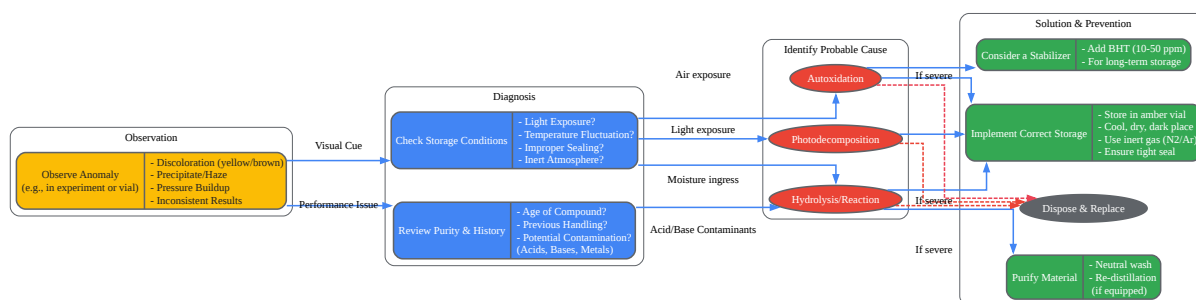 Observation
Observe Anomaly
(e.g., in experiment or vial)
- Discoloration (yellow/brown)
- Precipitate/Haze
- Pressure Buildup
- Inconsistent Results
Visual Cue
Performance Issue
Diagnosis
Check Storage Conditions
- Light Exposure?
- Temperature Fluctuation?
- Improper Sealing?
- Inert Atmosphere?
Review Purity & History
- Age of Compound?
- Previous Handling?
- Potential Contamination?
(Acids, Bases, Metals)
Air exposure
Light exposure
Moisture ingress
Acid/Base Contaminants
Identify Probable Cause
Autoxidation
Photodecomposition
Hydrolysis/Reaction
If severe
If severe
If severe
Solution & Prevention
Consider a Stabilizer
- Add BHT (10-50 ppm)
- For long-term storage
Implement Correct Storage
- Store in amber vial
- Cool, dry, dark place
- Use inert gas (N2/Ar)
- Ensure tight seal
Dispose & Replace
Purify Material
- Neutral wash
- Re-distillation
(if equipped)